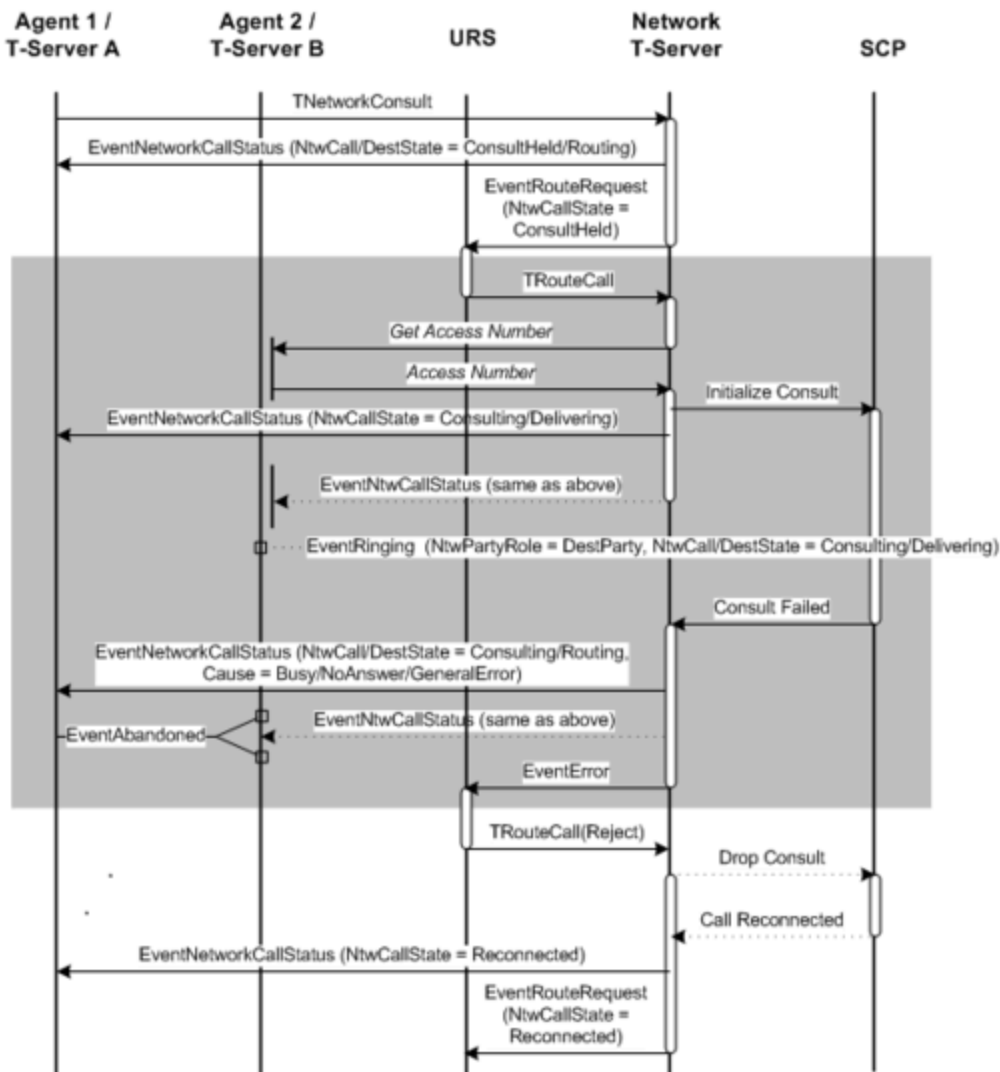 Agent 1 /
T-Server A
Agent 2 /
T-Server B
URS
Network
T-Server
SCP
TNetworkConsult
EventNetworkCallStatus (NtwCall/DestState = ConsultHeld/Routing)
EventRouteRequest
(NtwCallState =
ConsultHeld)
TRouteCall
Get Access Number
Access Number
Initialize Consult
EventNetworkCallStatus (NtwCallState = Consulting/Delivering)
EventNtwCallStatus (same as above)
EventRinging (NtwPartyRole = DestParty, NtwCall/DestState = Consulting/Delivering)
Consult Failed
EventNetworkCallStatus (NtwCall/DestState = Consulting/Routing,
Cause = Busy/NoAnswer/GeneralError)
EventNtwCallStatus (same as above)
EventAbandoned
EventError
TRouteCall(Reject)
Drop Consult
Call Reconnected
EventNetworkCallStatus (NtwCallState = Reconnected)
EventRouteRequest
(NtwCallState =
Reconnected)